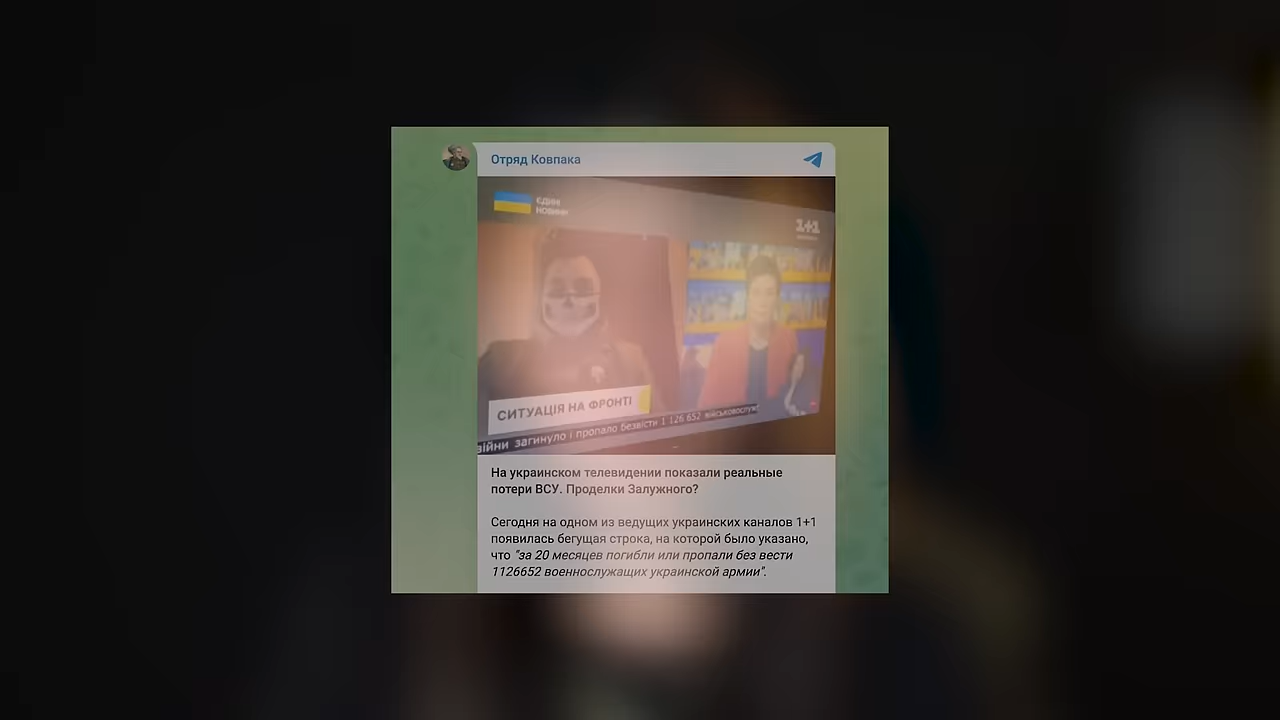 Отряд Ковпака
ЄДИНІ
НОВИНИ
1+1
СИТУАЦІЯ НА ФРОНТІ
війни загинуло і пропало безвісти 1 126 652 військовослуж
На украинском телевидении показали реальные
потери ВСУ. Проделки Залужного?
Сегодня на одном из ведущих украинских каналов 1+1
появилась бегущая строка, на которой было указано,
что "за 20 месяцев погибли или пропали без вести
1126652 военнослужащих украинской армии".